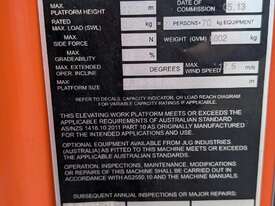 PLATFORM HEIGHT m DATE OF COMMISSION 05.13
RATED MAX. LOAD (SWL) kg = PERSONS+ kg EQUIPMENT
MAX. SIDE FORCE N WEIGHT (GVM) kg
MAX. GRADEABILITY %
MAX. EXTENDED OPER. INCLINE DEGREES MAX. WIND SPEED
MAX. PLATFORM SIZE m
REFER TO DECALS, CAPACITY INDICATOR, OR LOAD REACH DIAGRAM
FOR VARIABLE CAPACITY RATINGS IF APPLICABLE.
THIS ELEVATING WORK PLATFORM MEETS OR EXCEEDS THE
APPLICABLE REQUIREMENTS OF AUSTRALIAN STANDARD
AS/NZS 1418.10.2011 PART 10 AS ORIGINALLY MANUFACTURED
FOR THE INTENDED APPLICATIONS AND USE.
OPTIONAL EQUIPMENT AVAILABLE FROM JLG INDUSTRIES
(AUSTRALIA) AS FITTED TO THIS MACHINE MEETS OR EXCEEDS
THE APPLICABLE AUSTRALIAN STANDARDS.
OPERATION, INSPECTIONS, MAINTENANCE, MODIFICATIONS
OR REPAIRS OF THIS MACHINE SHALL BE CARRIED OUT
IN ACCORDANCE WITH AS2550.10 AND THE MACHINE MANUALS.
SUBSEQUENT ANNUAL INSPECTIONS OR MAJOR REPAIRS: